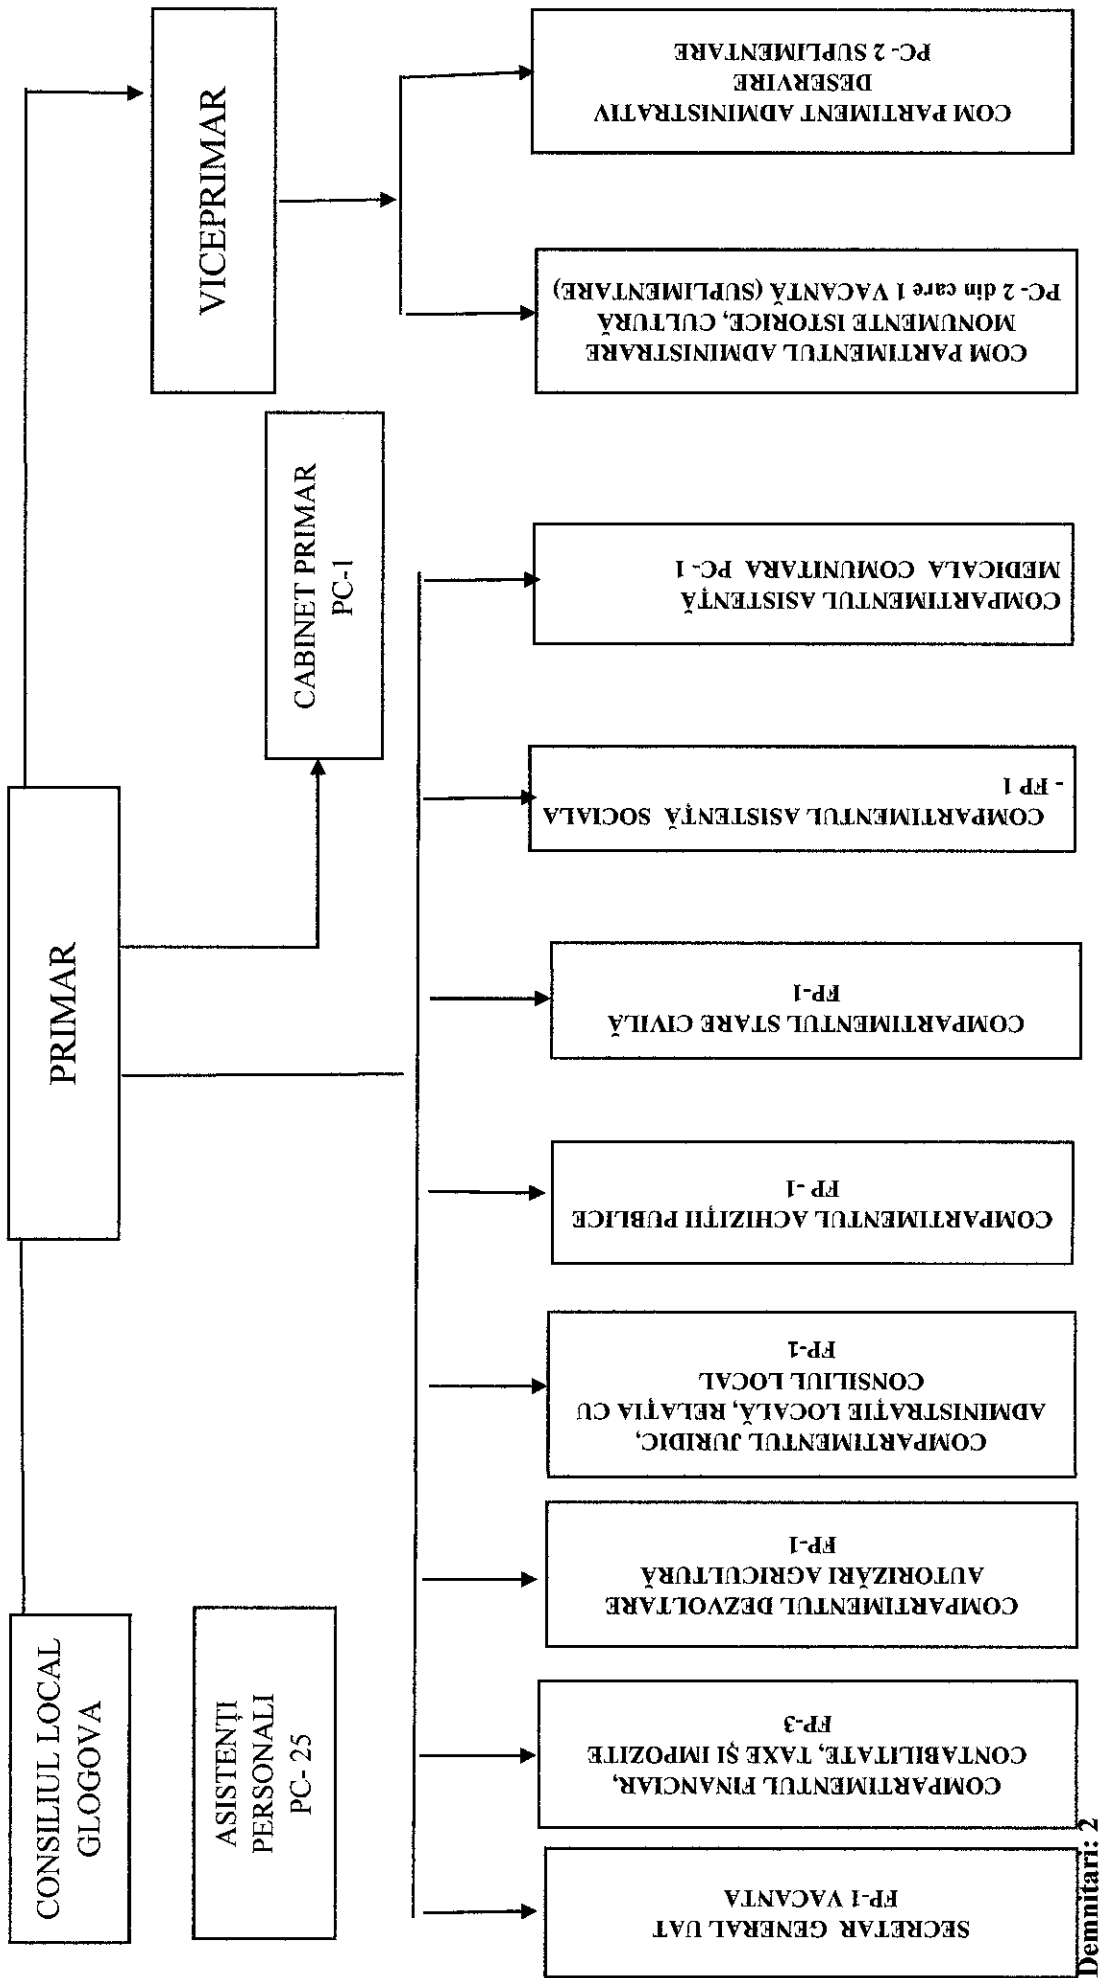 CONSILIUL LOCAL
GLOGOVA
PRIMAR
VICEPRIMAR
ASISTENȚI
PERSONALI
PC- 25
CABINET PRIMAR
PC-1
SECRETAR GENERAL UAT
FP-1 VACANTA
COMPARTIMENTUL FINANCIAR,
CONTABILITATE, TAXE ȘI IMPOZITE
FP-3
COMPARTIMENTUL DEZVOLTARE
AUTORIZĂRI AGRICULTURĂ
FP-1
COMPARTIMENTUL JURIDIC,
ADMINISTRAȚIE LOCALĂ, RELAȚIA CU
CONSILIUL LOCAL
FP-1
COMPARTIMENTUL ACHIZIȚII PUBLICE
FP -1
COMPARTIMENTUL STARE CIVILĂ
FP-1
COMPARTIMENTUL ASISTENȚĂ SOCIALA
- FP 1
COMPARTIMENTUL ASISTENȚĂ
MEDICALA COMUNITARA PC- 1
COM PARTIMENTUL ADMINISTRARE
MONUMENTE ISTORICE, CULTURĂ
PC- 2 din care 1 VACANTĂ (SUPLIMENTARE)
COM PARTIMENT ADMINISTRATIV
DESERVIRE
PC- 2 SUPLIMENTARE
Demnitari: 2